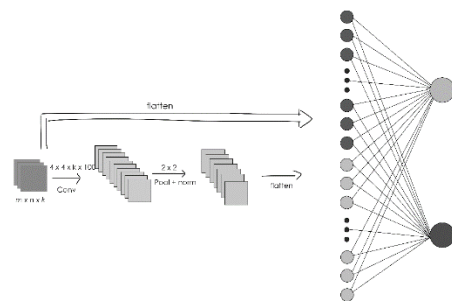 flatten
4 x 4 x k x 100
Conv
2 x 2
Pool + norm
flatten
m x n x k